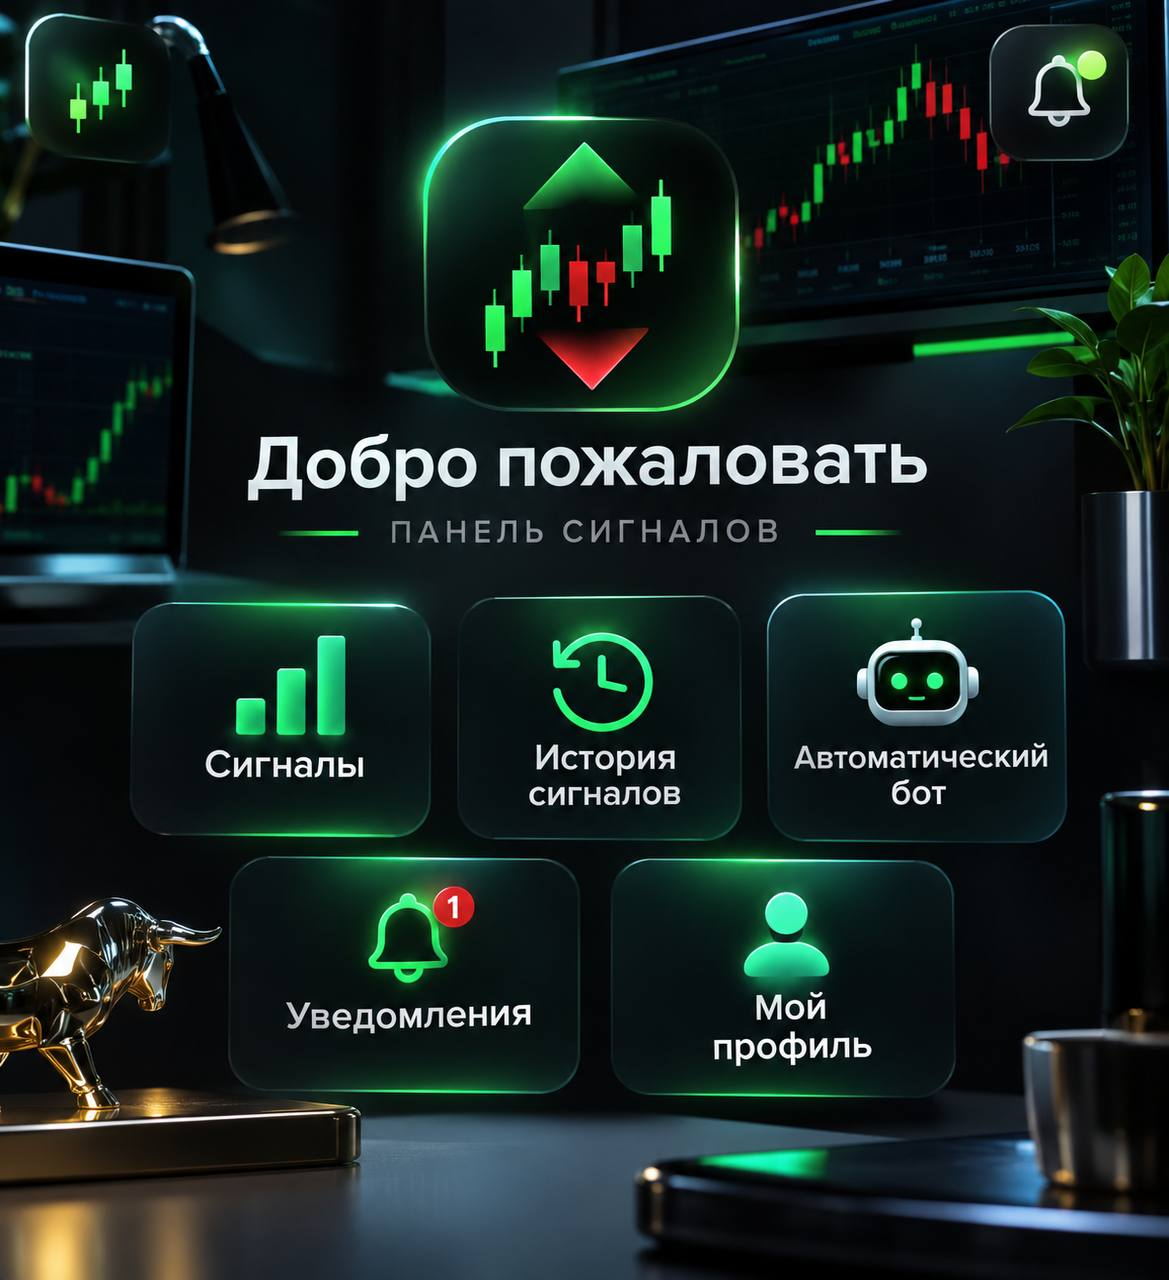 Добро пожаловать
ПАНЕЛЬ СИГНАЛОВ
Сигналы
История
сигналов
Автоматический
бот
1
Уведомления
Мой
профиль